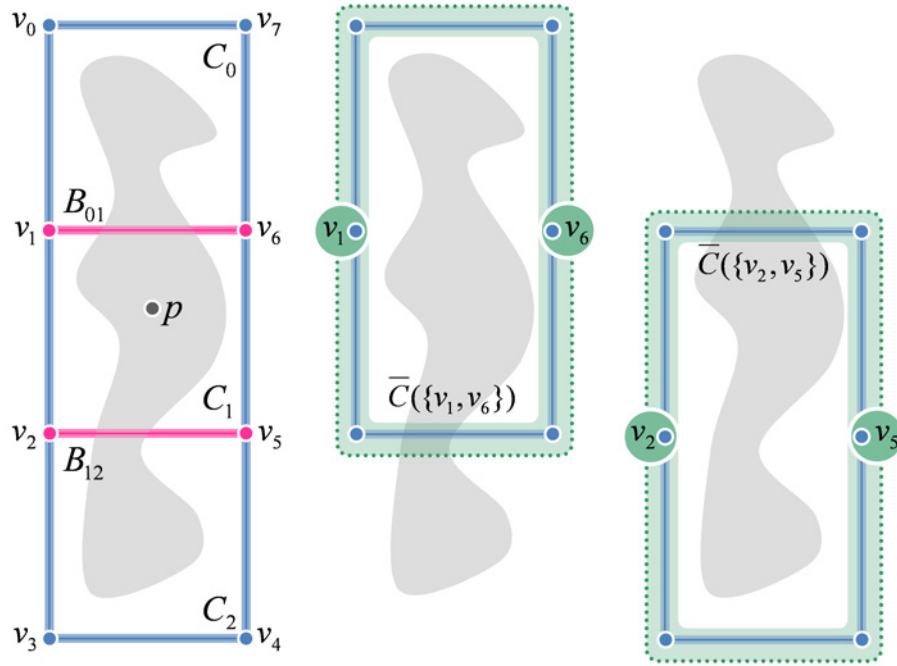 v₀ v₇
C₀
B₀₁
v₁ v₆
p
C₁
v₂ v₅
B₁₂
C₂
v₃ v₄
v₁ v₆
C̅({v₁, v₆})
C̅({v₂, v₅})
v₂ v₅